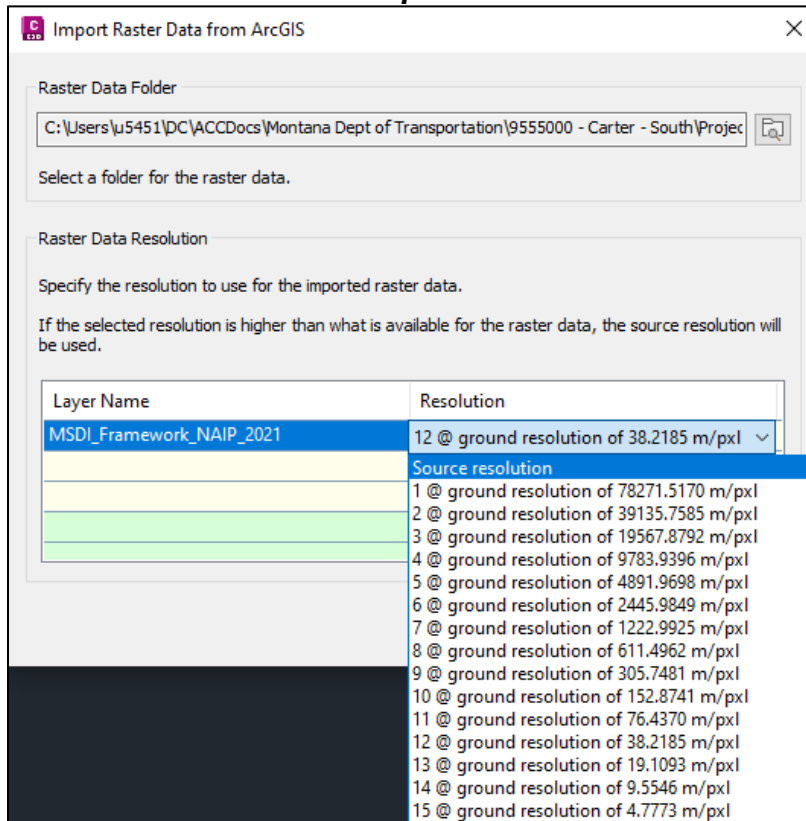 C
C3D
Import Raster Data from ArcGIS
Raster Data Folder
C:\Users\u5451\DC\ACCDocs\Montana Dept of Transportation\9555000 - Carter - South\Projec
Select a folder for the raster data.
Raster Data Resolution
Specify the resolution to use for the imported raster data.
If the selected resolution is higher than what is available for the raster data, the source resolution will
be used.
Layer Name Resolution
MSDI_Framework_NAIP_2021 12 @ ground resolution of 38.2185 m/pxl
Source resolution
1 @ ground resolution of 78271.5170 m/pxl
2 @ ground resolution of 39135.7585 m/pxl
3 @ ground resolution of 19567.8792 m/pxl
4 @ ground resolution of 9783.9396 m/pxl
5 @ ground resolution of 4891.9698 m/pxl
6 @ ground resolution of 2445.9849 m/pxl
7 @ ground resolution of 1222.9925 m/pxl
8 @ ground resolution of 611.4962 m/pxl
9 @ ground resolution of 305.7481 m/pxl
10 @ ground resolution of 152.8741 m/pxl
11 @ ground resolution of 76.4370 m/pxl
12 @ ground resolution of 38.2185 m/pxl
13 @ ground resolution of 19.1093 m/pxl
14 @ ground resolution of 9.5546 m/pxl
15 @ ground resolution of 4.7773 m/pxl